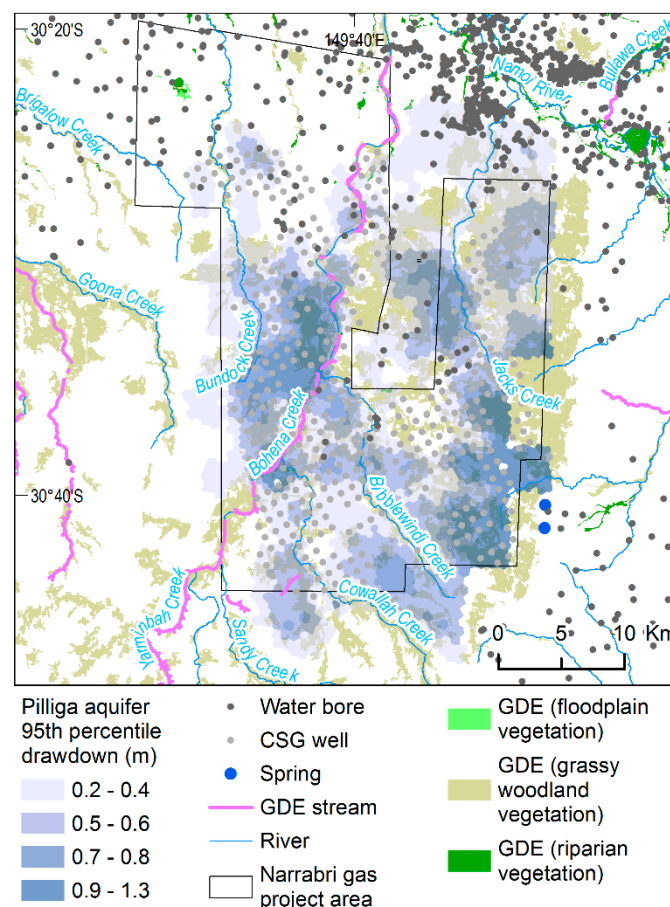 30°20'S
149°40'E
Bullawa Creek
Namoi River
Brigalow Creek
Goona Creek
Bundock Creek
Jacks Creek
Bohena Creek
30°40'S
Bibblewindi Creek
Yaminbah Creek
Cowallah Creek
Sandy Creek
0 5 10 Km
Pilliga aquifer
95th percentile
drawdown (m)
0.2 - 0.4
0.5 - 0.6
0.7 - 0.8
0.9 - 1.3
Water bore
CSG well
Spring
GDE stream
River
Narrabri gas
project area
GDE (floodplain
vegetation)
GDE (grassy
woodland
vegetation)
GDE (riparian
vegetation)